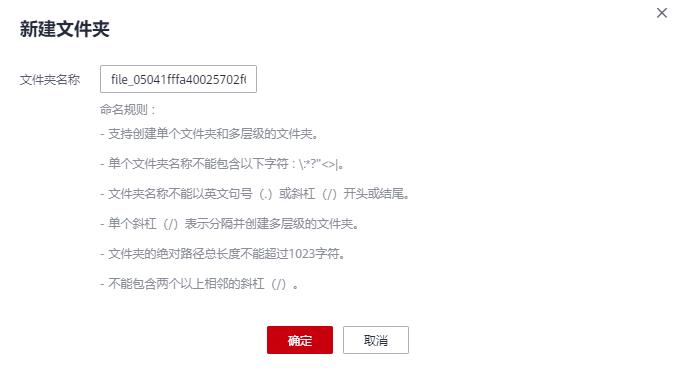 新建文件夹
文件夹名称 file_05041fffa40025702f
命名规则：
- 支持创建单个文件夹和多层级的文件夹。
- 单个文件夹名称不能包含以下字符：\:*?"<>|。
- 文件夹名称不能以英文句号（.）或斜杠（/）开头或结尾。
- 单个斜杠（/）表示分隔并创建多层级的文件夹。
- 文件夹的绝对路径总长度不能超过1023字符。
- 不能包含两个以上相邻的斜杠（/）。
确定 取消